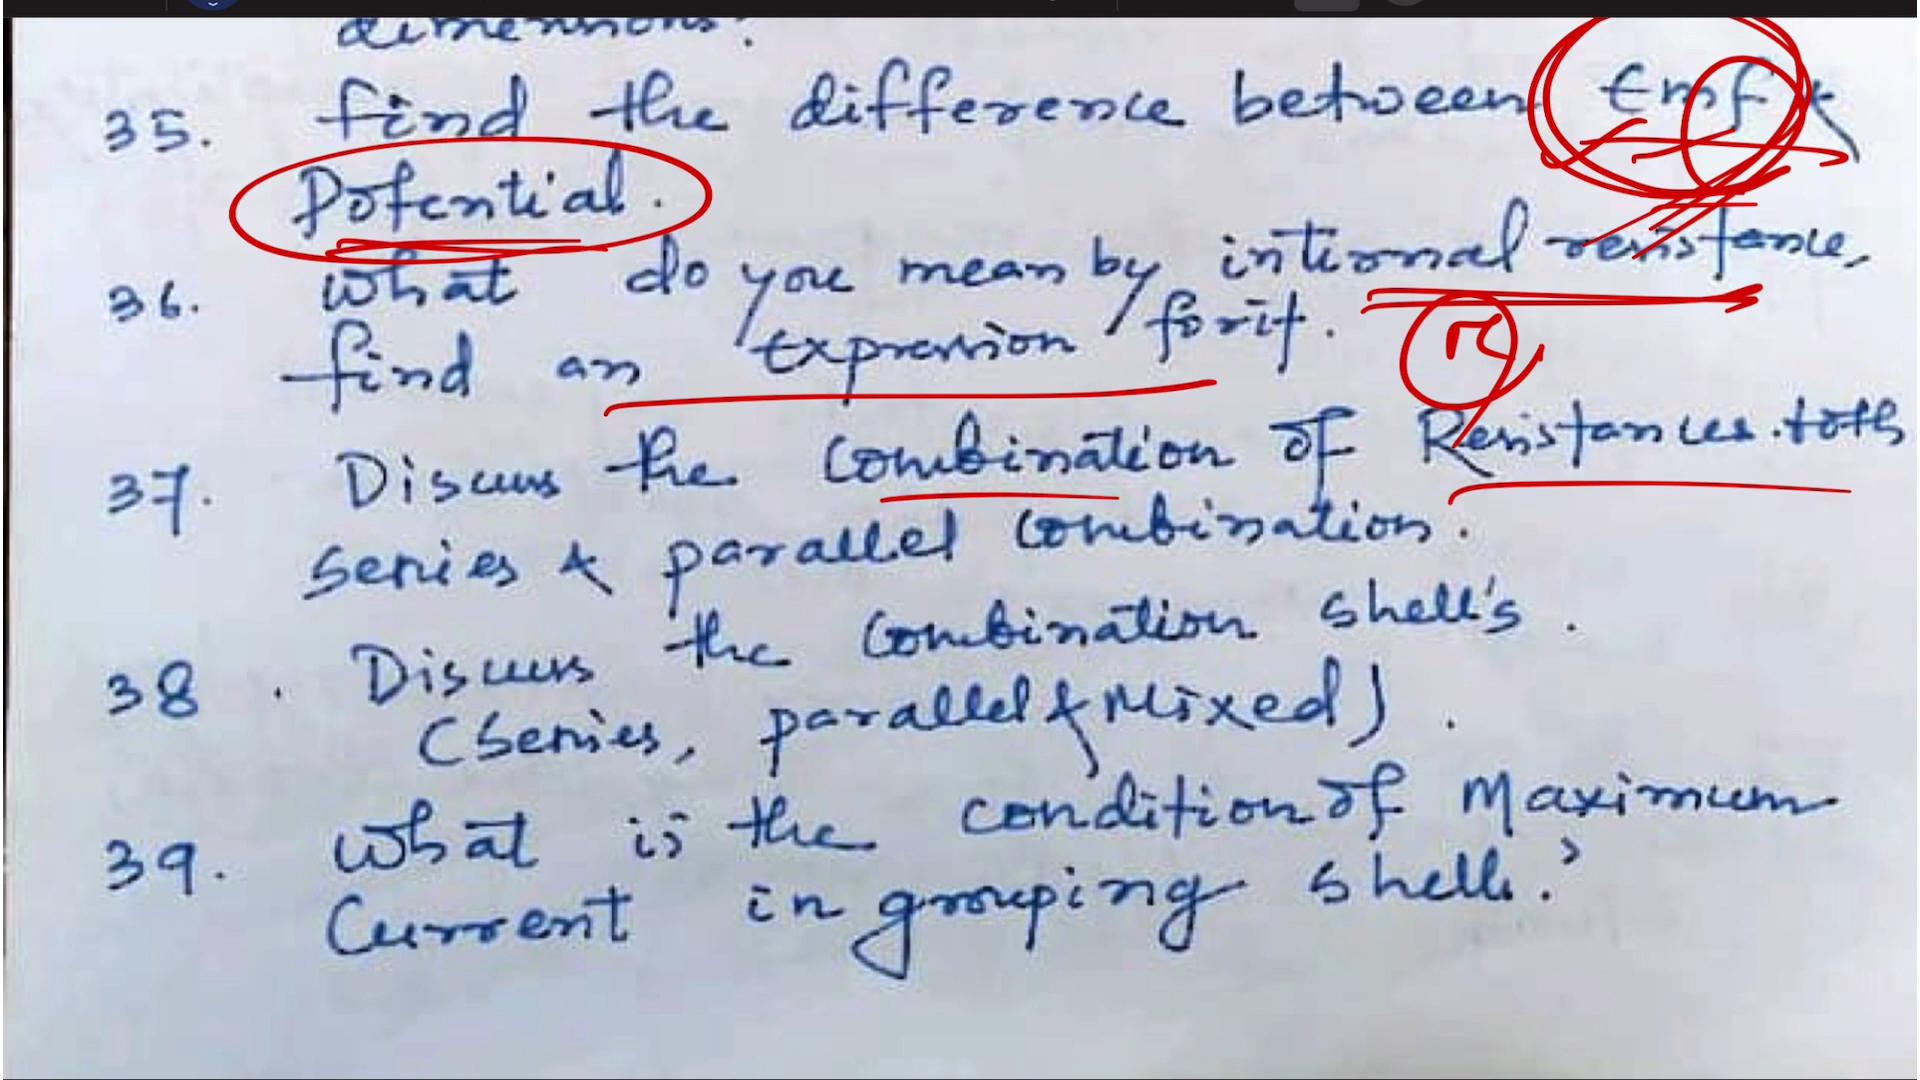 dimensions?
35. find the difference between Emf &
Potential.
36. What do you mean by internal resistance,
find an expression for it.
r
37. Discuss the combination of Resistances. both
series & parallel combination.
38. Discuss the combination shell's.
(Series, parallel & Mixed).
39. What is the condition of Maximum
Current in grouping shells?